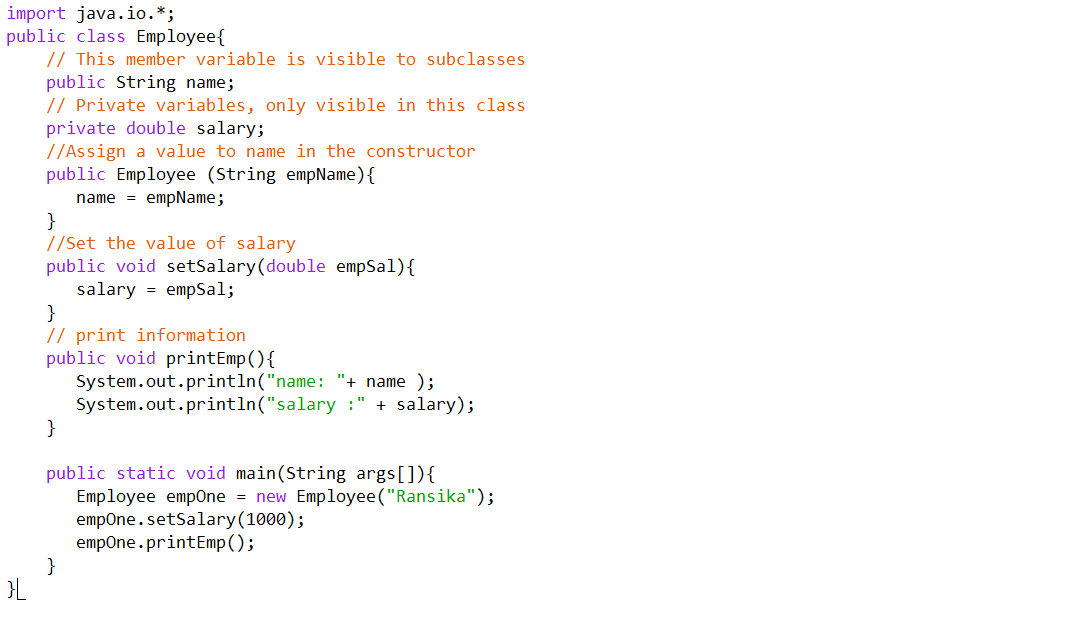 import java.io.*;
public class Employee{
    // This member variable is visible to subclasses
    public String name;
    // Private variables, only visible in this class
    private double salary;
    //Assign a value to name in the constructor
    public Employee (String empName){
       name = empName;
    }
    //Set the value of salary
    public void setSalary(double empSal){
       salary = empSal;
    }
    // print information
    public void printEmp(){
       System.out.println("name: "+ name );
       System.out.println("salary :" + salary);
    }

    public static void main(String args[]){
       Employee empOne = new Employee("Ransika");
       empOne.setSalary(1000);
       empOne.printEmp();
    }
}